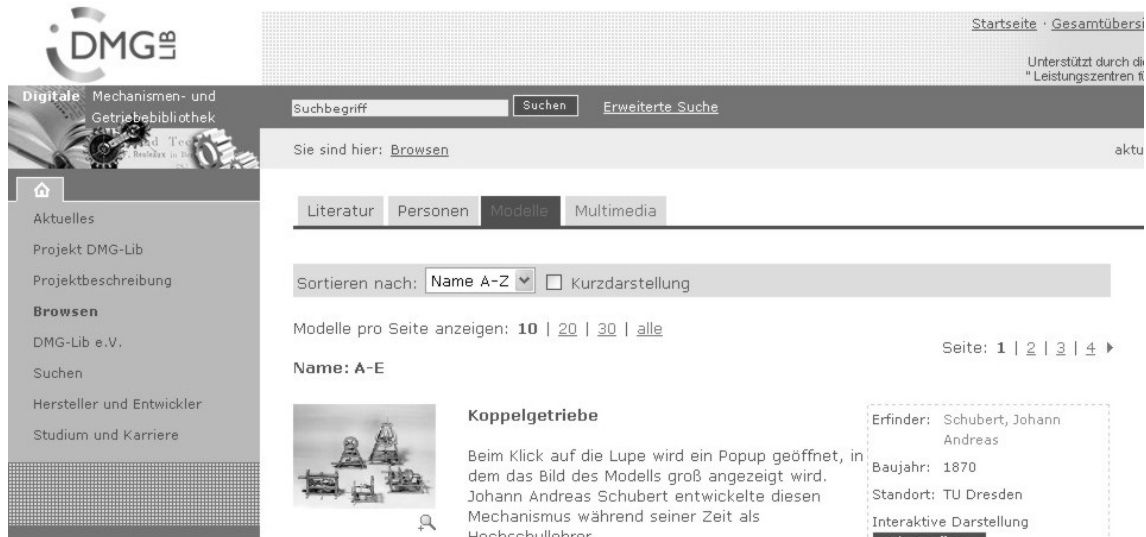 DMG LIB
Startseite · Gesamtübersi
Unterstützt durch di
"Leistungszentren f
Digitale Mechanismen- und
Getriebebibliothek
Suchbegriff Suchen Erweiterte Suche
Sie sind hier: Browsen aktu
Literatur Personen Modelle Multimedia
Aktuelles
Projekt DMG-Lib
Projektbeschreibung
Browsen
DMG-Lib e.V.
Suchen
Hersteller und Entwickler
Studium und Karriere
Sortieren nach: Name A-Z Kurzdarstellung
Modelle pro Seite anzeigen: 10 | 20 | 30 | alle
Seite: 1 | 2 | 3 | 4
Name: A-E
Koppelgetriebe
Beim Klick auf die Lupe wird ein Popup geöffnet, in
dem das Bild des Modells groß angezeigt wird.
Johann Andreas Schubert entwickelte diesen
Mechanismus während seiner Zeit als
Hochschullehrer
Erfinder: Schubert, Johann
Andreas
Baujahr: 1870
Standort: TU Dresden
Interaktive Darstellung